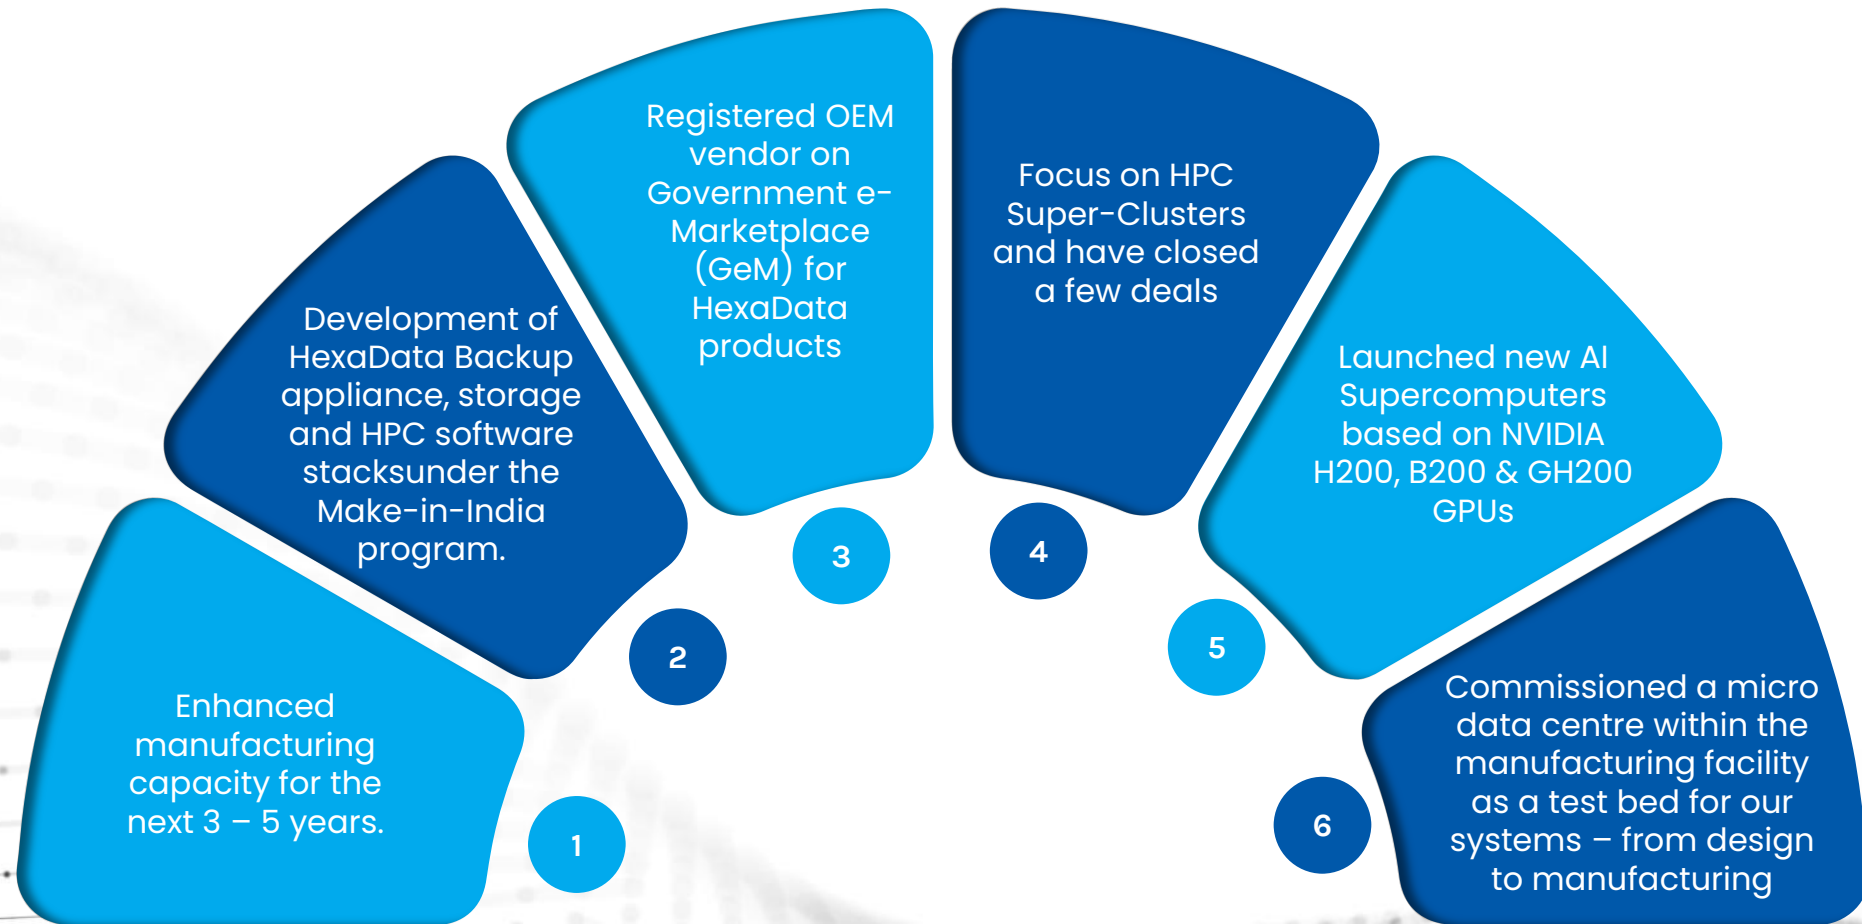 Enhanced
manufacturing
capacity for the
next 3 – 5 years.
1
Development of
HexaData Backup
appliance, storage
and HPC software
stacksunder the
Make-in-India
program.
2
Registered OEM
vendor on
Government e-
Marketplace
(GeM) for
HexaData
products
3
Focus on HPC
Super-Clusters
and have closed
a few deals
4
Launched new AI
Supercomputers
based on NVIDIA
H200, B200 & GH200
GPUs
5
Commissioned a micro
data centre within the
manufacturing facility
as a test bed for our
systems – from design
to manufacturing
6